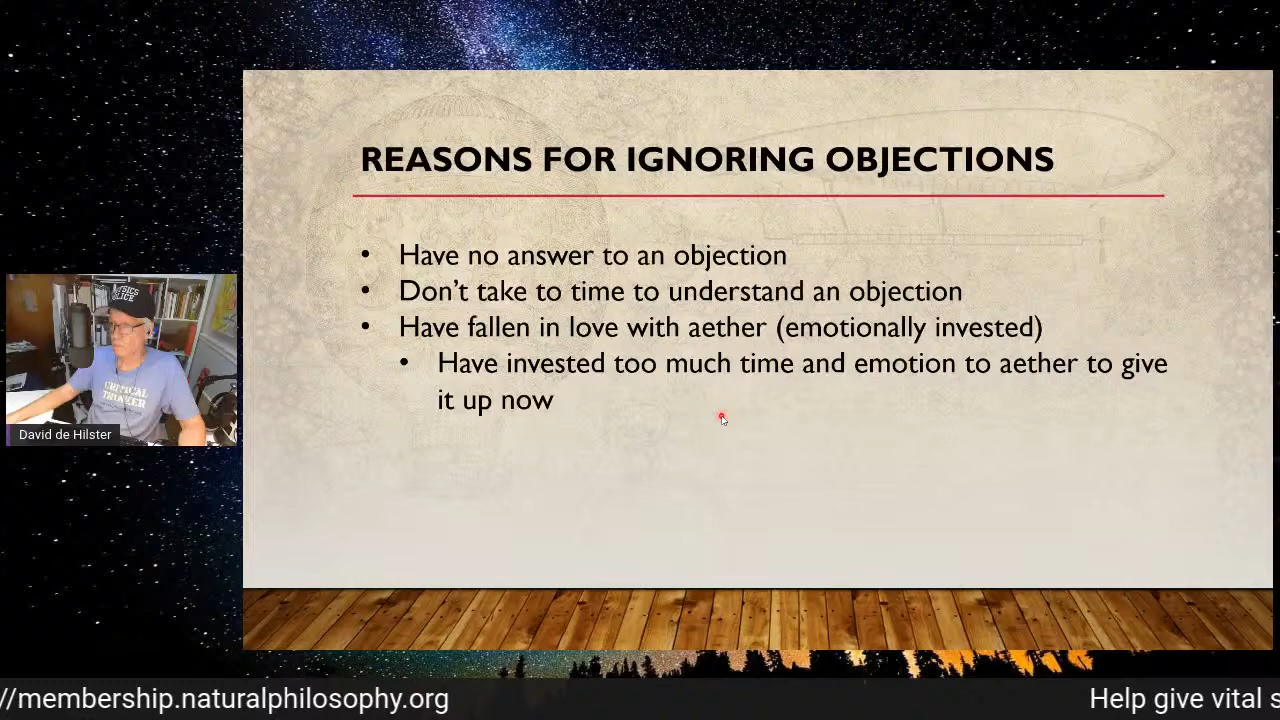 REASONS FOR IGNORING OBJECTIONS
• Have no answer to an objection
• Don't take to time to understand an objection
• Have fallen in love with aether (emotionally invested)
• Have invested too much time and emotion to aether to give
it up now
CRITICAL
THINKER
David de Hilster
//membership.naturalphilosophy.org
Help give vital s